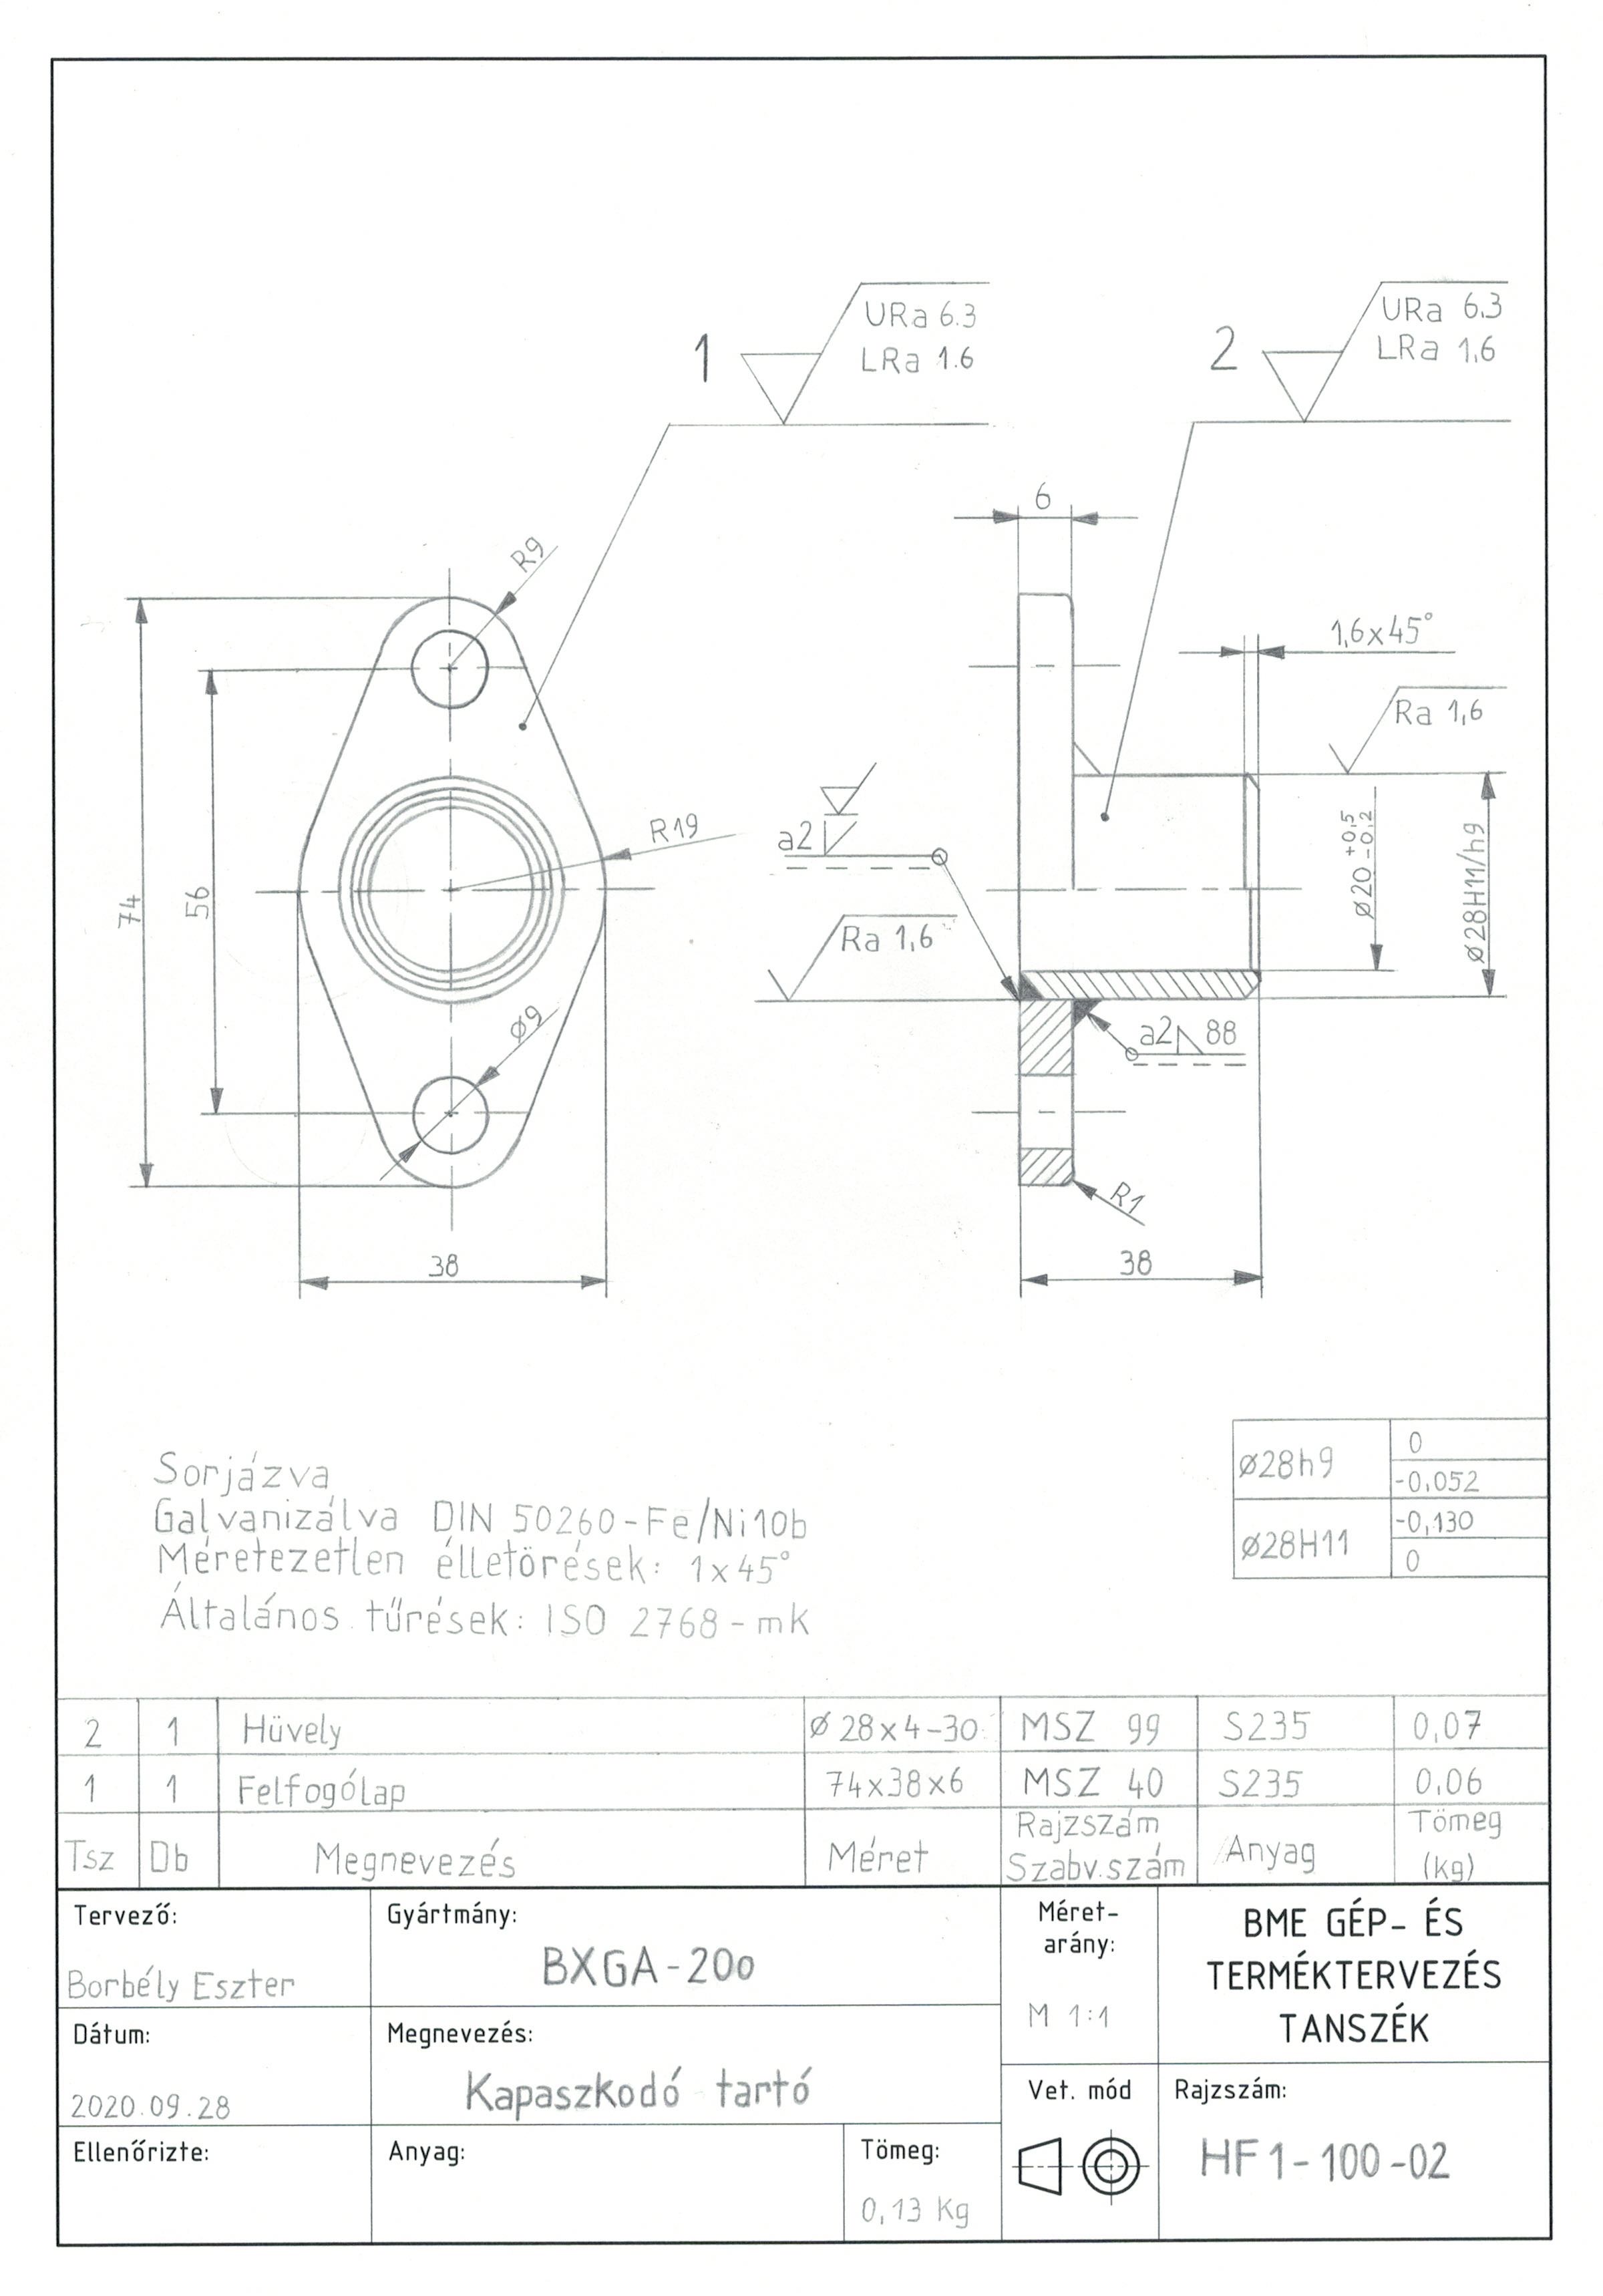 1
URa 6.3
LRa 1.6
2
URa 6.3
LRa 1,6
6
R9
1,6x45°
Ra 1,6
74
56
R19
a2
Ra 1,6
Ø20 +0,5 -0,2
Ø28H11/h9
Ø9
a2 88
R1
38
38
Sorjázva
Galvanizálva DIN 50260-Fe/Ni10b
Méretezetlen élletörések: 1x45°
Általános tűrések: ISO 2768-mk
Ø28h9 0
-0,052
Ø28H11 -0,130
0
2 1 Hüvely Ø 28x4-30 MSZ 99 S235 0,07
1 1 Felfogólap 74x38x6 MSZ 40 S235 0,06
Tsz Db Megnevezés Méret Rajzszám Szabv.szám Anyag Tömeg (kg)
Tervező:
Borbély Eszter
Gyártmány:
BXGA-20o
Méret-
arány:
M 1:1
BME GÉP- ÉS
TERMÉKTERVEZÉS
TANSZÉK
Dátum:
2020.09.28
Megnevezés:
Kapaszkodó tartó
Vet. mód
Rajzszám:
HF1-100-02
Ellenőrizte:
Anyag:
Tömeg:
0,13 Kg